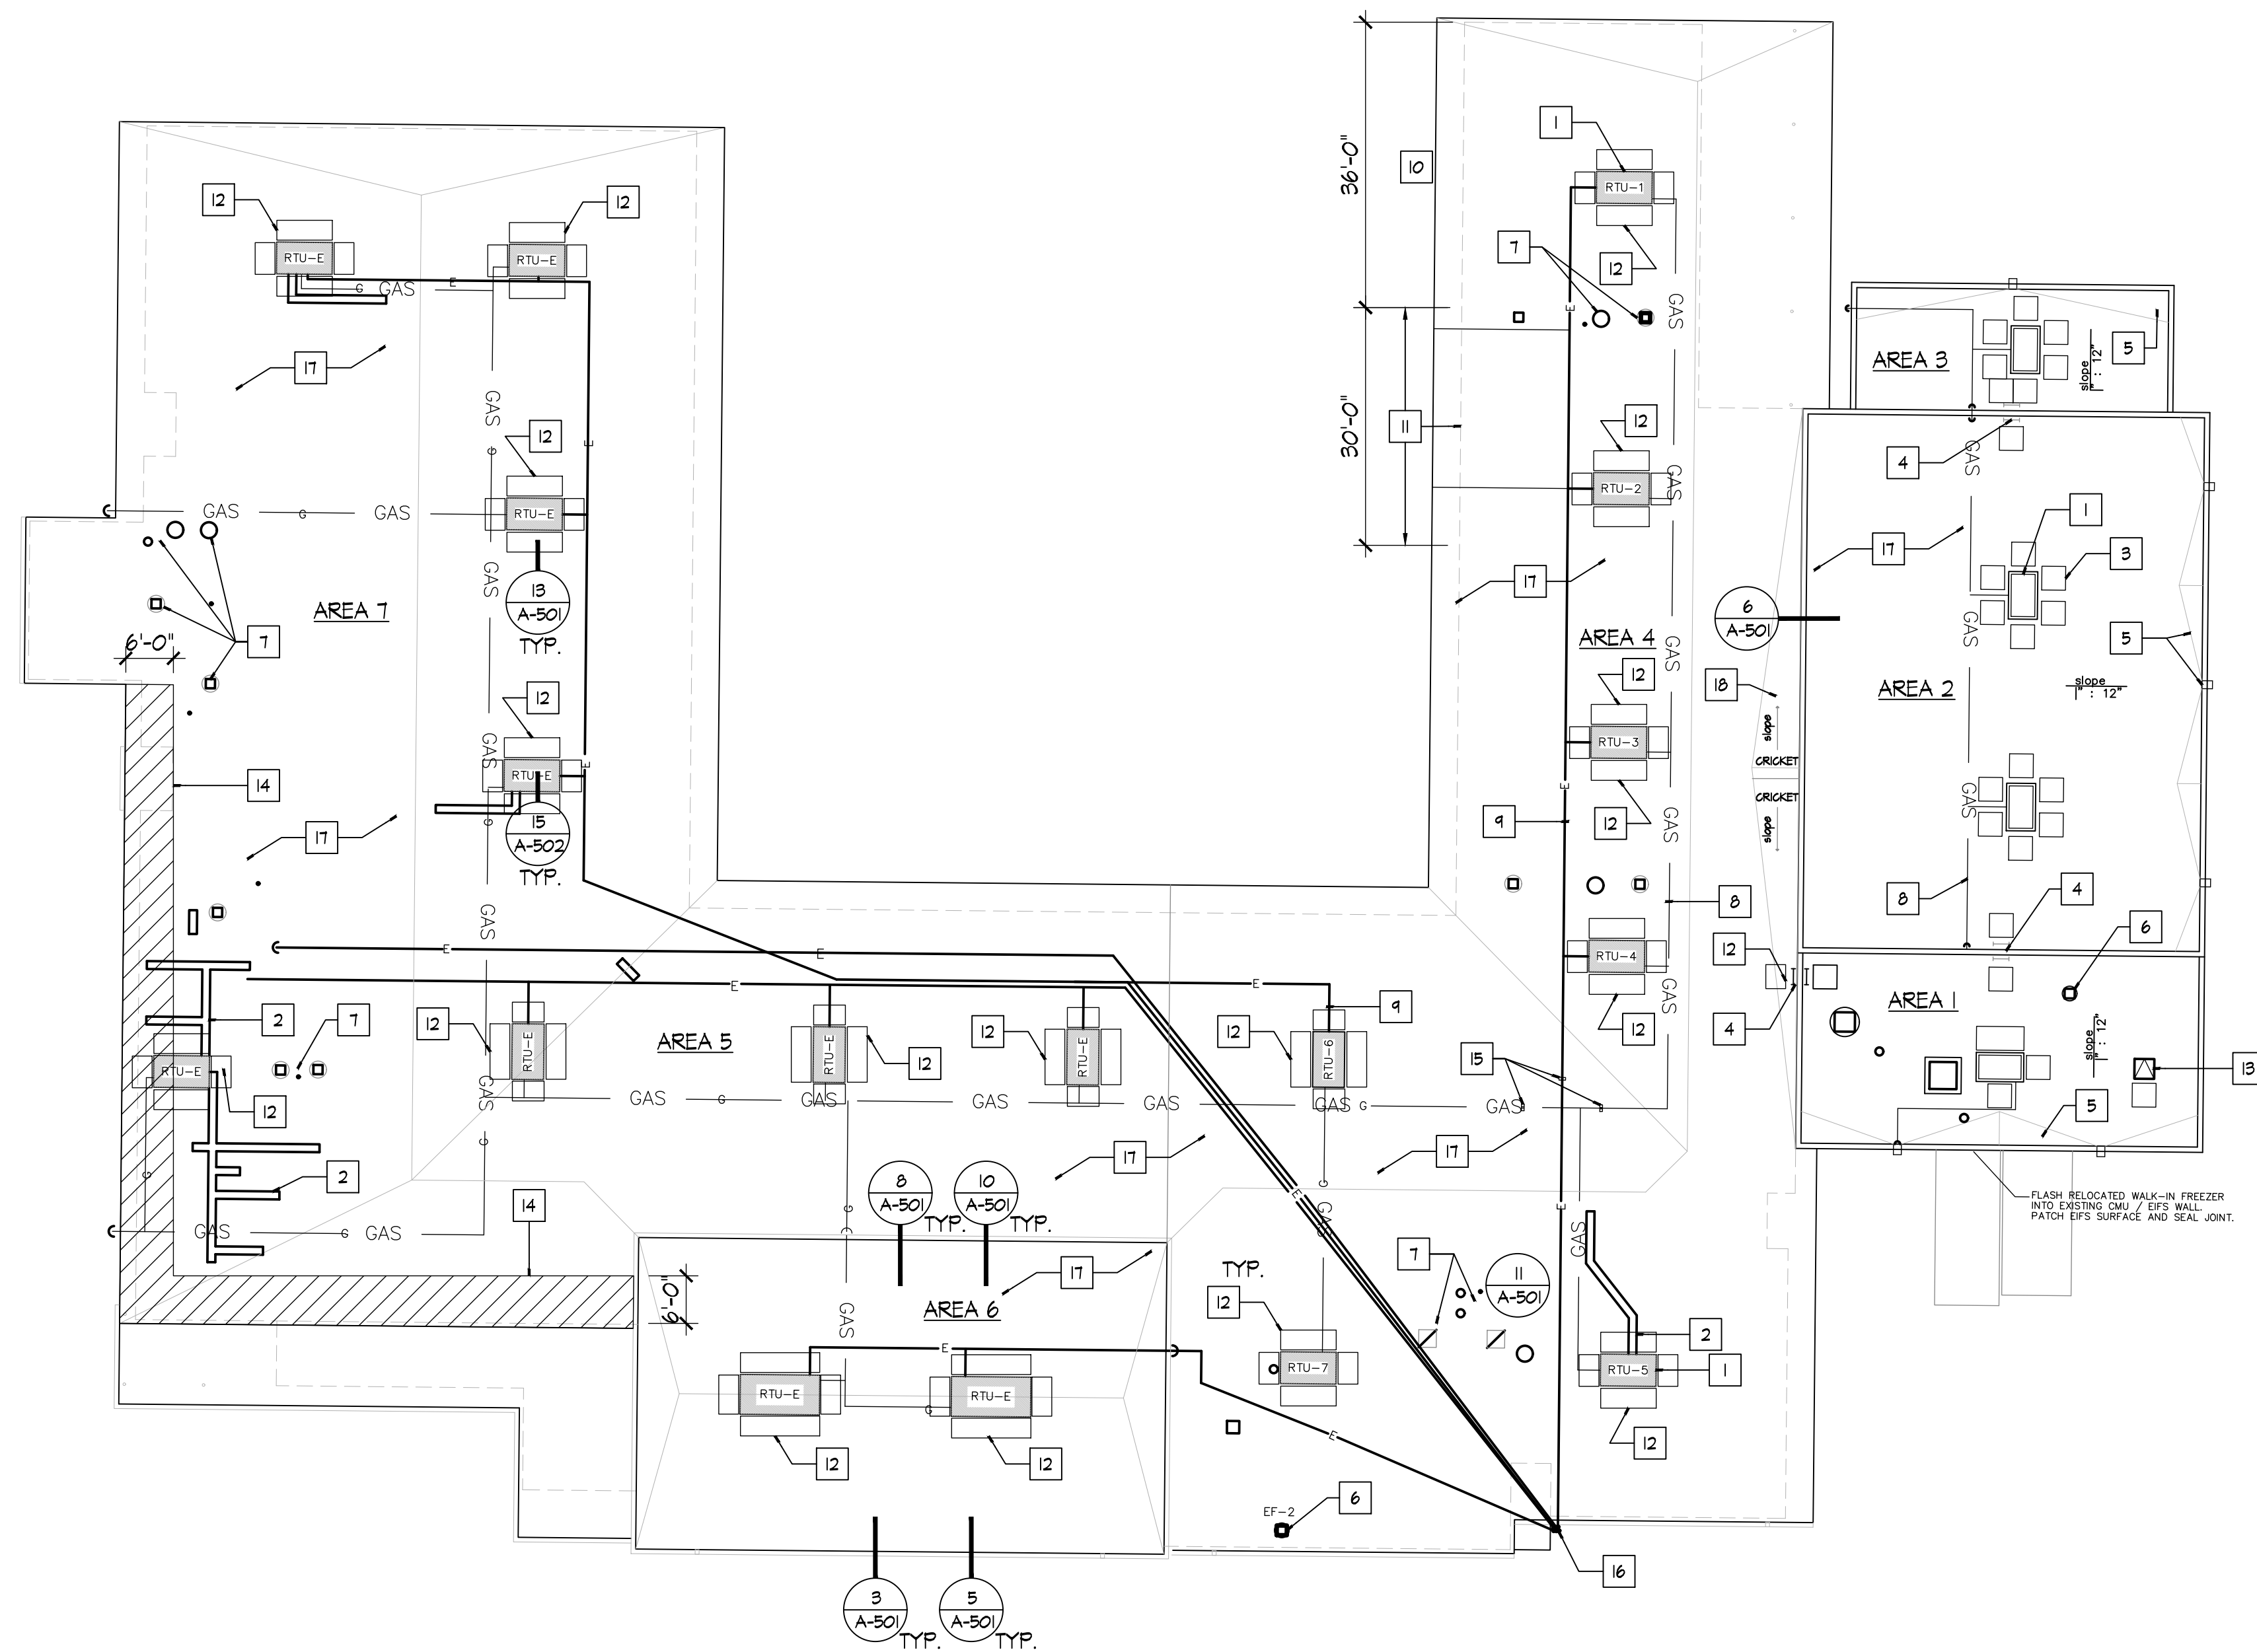 36'-0"
10
1
RTU-1
12
7
GAS
E
12
12
RTU-E
RTU-E
G
GAS
E
17
GAS
AREA 3
slope
1" : 12"
5
30'-0"
11
12
RTU-2
GAS
12
E
G
RTU-E
GAS
G
GAS
4
GAS
1
17
3
17
GAS
13
A-501
TYP.
AREA 7
7
6'-0"
6
A-501
AREA 4
GAS
GAS
5
12
18
AREA 2
slope
1" : 12"
12
GAS
RTU-E
E
RTU-3
slope
CRICKET
CRICKET
slope
14
GAS
E
12
9
GAS
17
G
15
A-502
TYP.
8
8
4
GAS
6
E
E
RTU-4
12
GAS
E
E
12
4
AREA 1
slope
1" : 12"
13
5
2
7
12
RTU-E
AREA 5
RTU-E
12
12
RTU-E
12
RTU-6
9
15
RTU-E
12
GAS
GAS
G
GAS
GAS
GAS
GAS
G
GAS
G
2
17
17
G
14
8
A-501
TYP.
10
A-501
TYP.
E
E
G
GAS
FLASH RELOCATED WALK-IN FREEZER
INTO EXISTING CMU / EIFS WALL.
PATCH EIFS SURFACE AND SEAL JOINT.
GAS
G
GAS
G
G
GAS
17
7
11
A-501
6'-0"
AREA 6
GAS
TYP.
12
2
E
RTU-E
RTU-E
G
RTU-7
RTU-5
1
12
12
E
12
EF-2
6
16
3
A-501
TYP.
5
A-501
TYP.